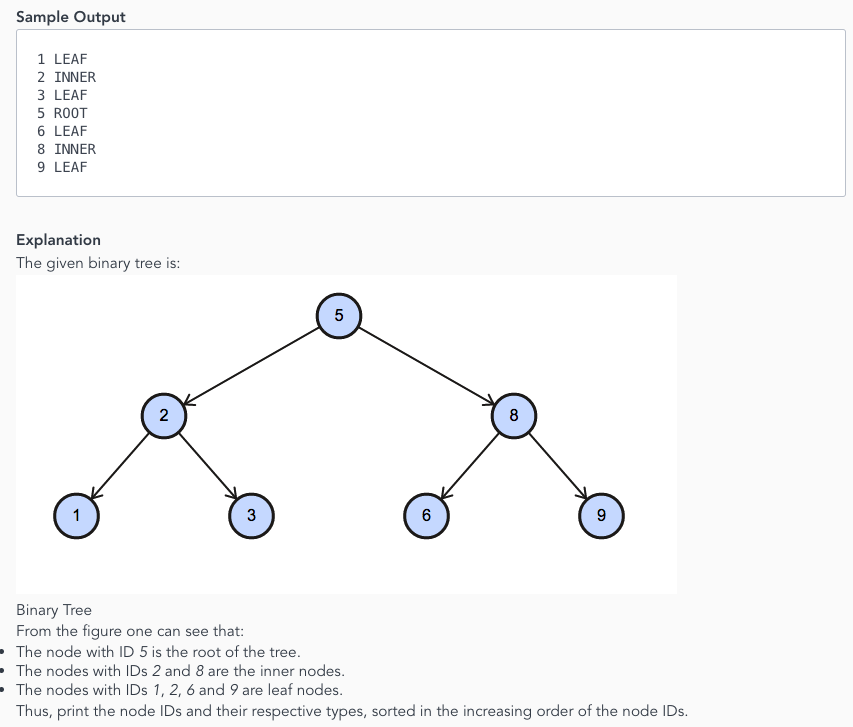 Sample Output
1 LEAF
2 INNER
3 LEAF
5 ROOT
6 LEAF
8 INNER
9 LEAF
Explanation
The given binary tree is:
5
2 8
1 3 6 9
Binary Tree
From the figure one can see that:
• The node with ID 5 is the root of the tree.
• The nodes with IDs 2 and 8 are the inner nodes.
• The nodes with IDs 1, 2, 6 and 9 are leaf nodes.
Thus, print the node IDs and their respective types, sorted in the increasing order of the node IDs.